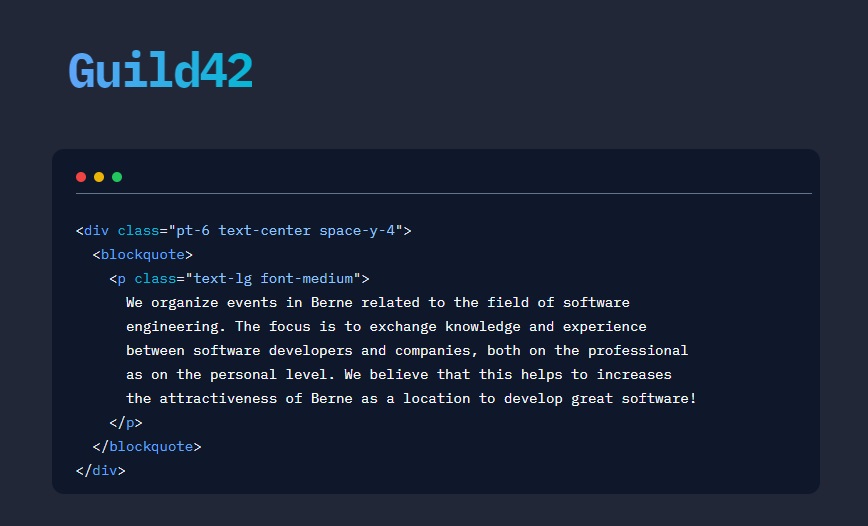 Guild42
<div class="pt-6 text-center space-y-4">
<blockquote>
<p class="text-lg font-medium">
We organize events in Berne related to the field of software
engineering. The focus is to exchange knowledge and experience
between software developers and companies, both on the professional
as on the personal level. We believe that this helps to increases
the attractiveness of Berne as a location to develop great software!
</p>
</blockquote>
</div>